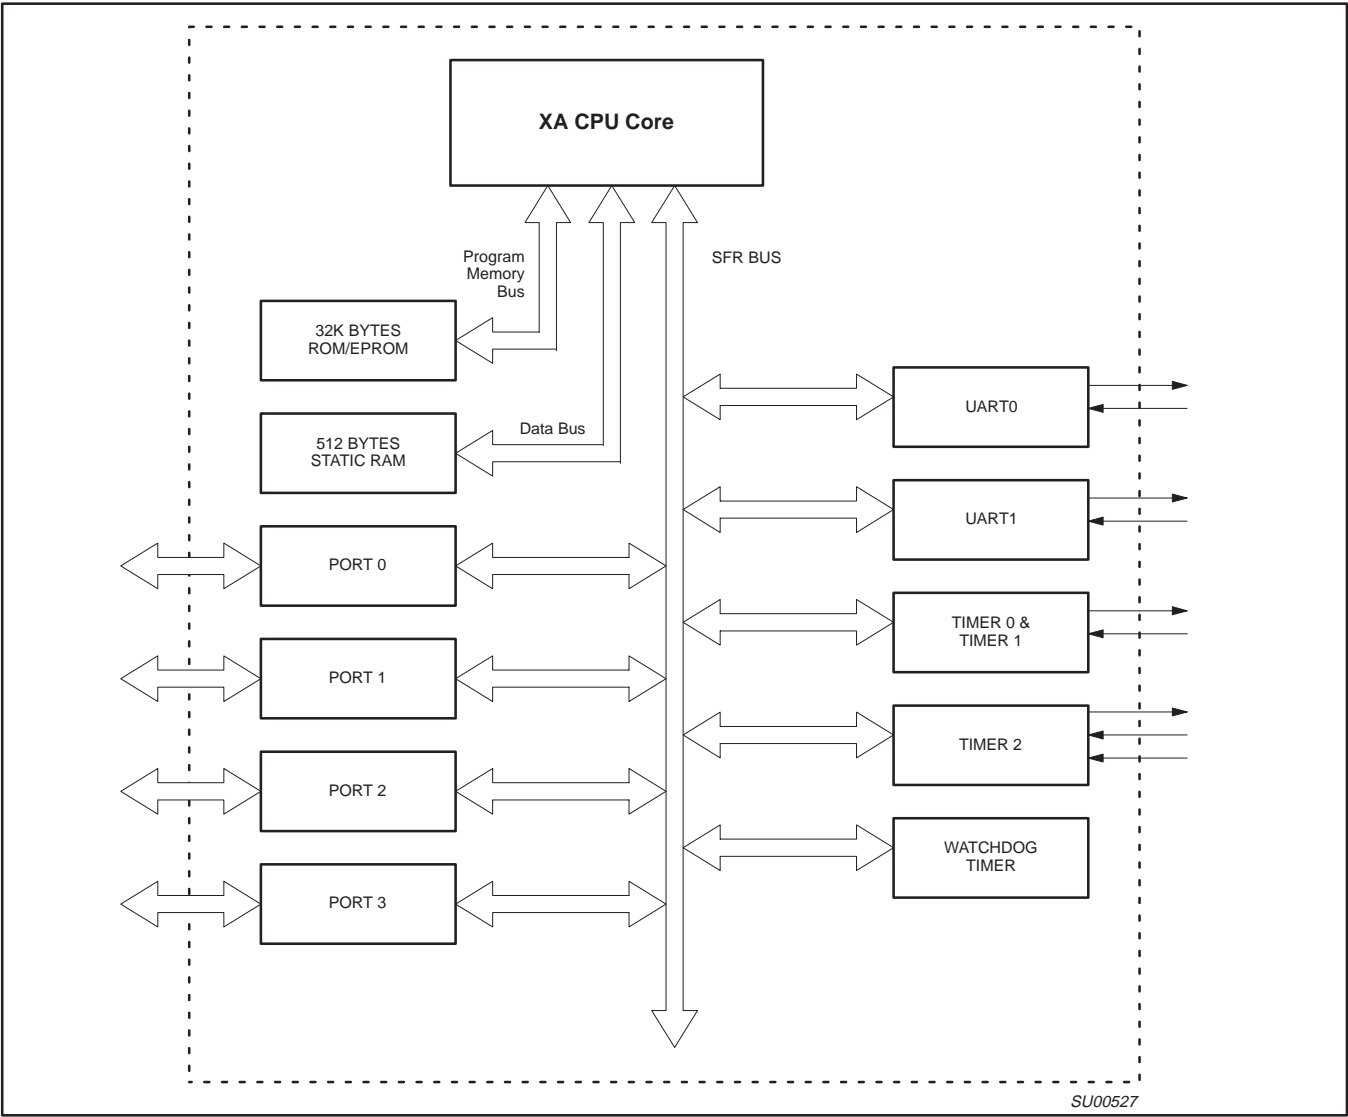 XA CPU Core
Program
Memory
Bus
SFR BUS
32K BYTES
ROM/EPROM
512 BYTES
STATIC RAM
Data Bus
UART0
UART1
PORT 0
TIMER 0 &
TIMER 1
PORT 1
TIMER 2
PORT 2
WATCHDOG
TIMER
PORT 3
SU00527